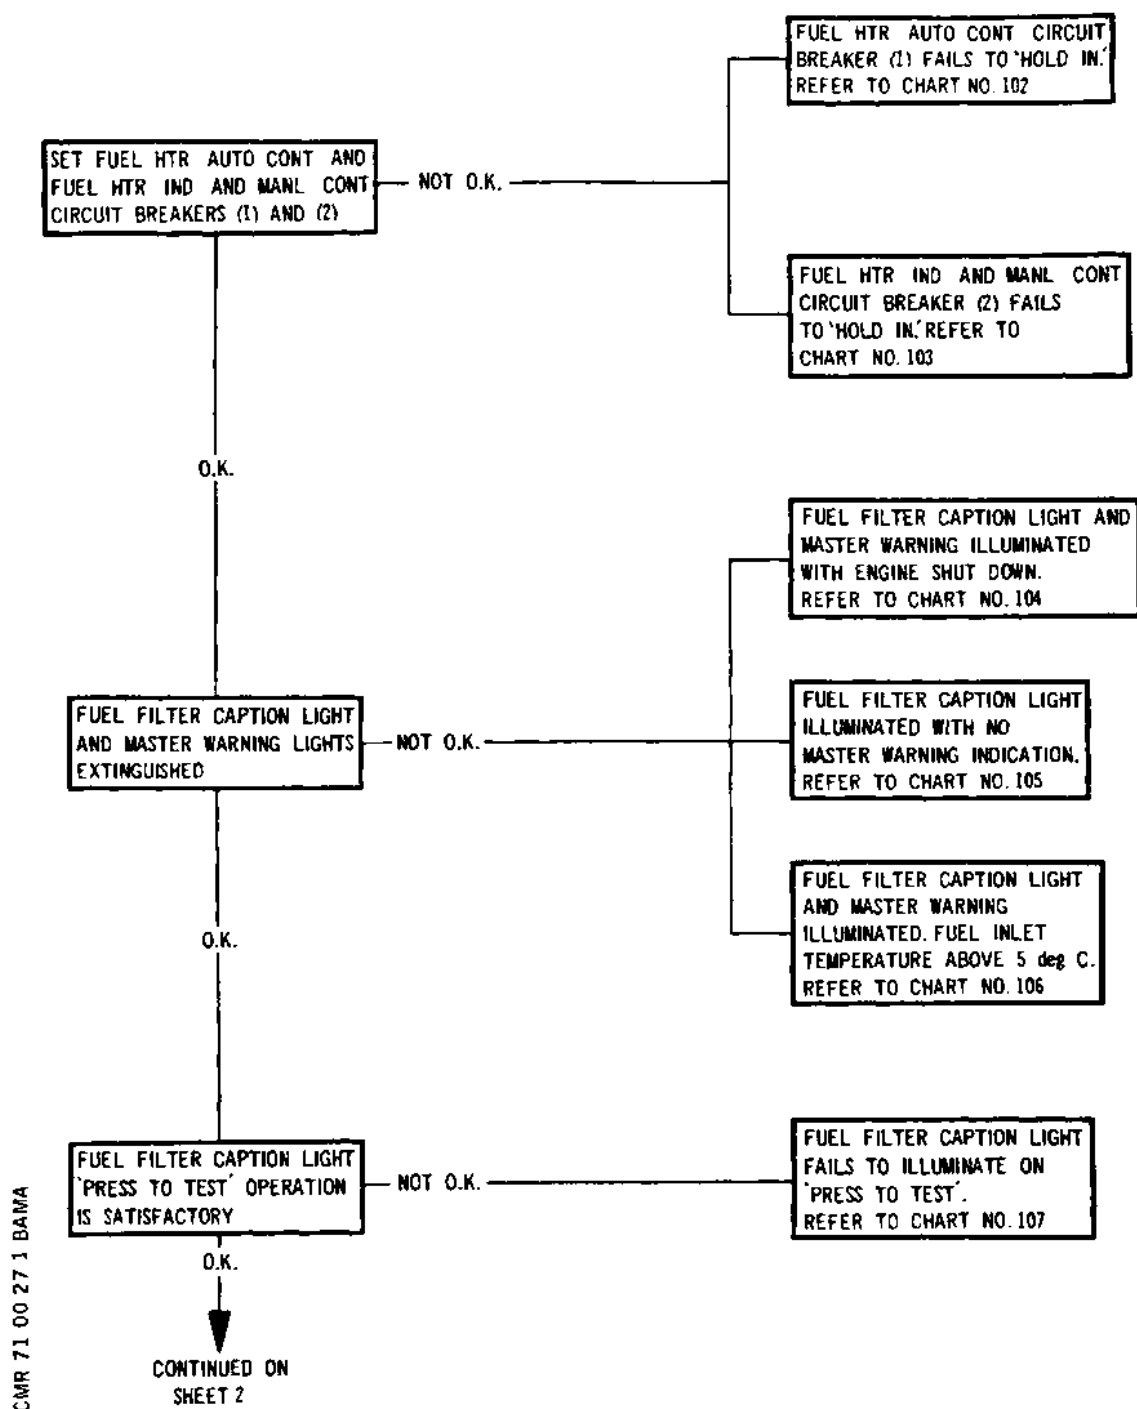 FUEL HTR AUTO CONT CIRCUIT
BREAKER (1) FAILS TO 'HOLD IN.'
REFER TO CHART NO. 102
SET FUEL HTR AUTO CONT AND
FUEL HTR IND AND MANL CONT
CIRCUIT BREAKERS (1) AND (2)
NOT O.K.
FUEL HTR IND AND MANL CONT
CIRCUIT BREAKER (2) FAILS
TO 'HOLD IN.' REFER TO
CHART NO. 103
O.K.
FUEL FILTER CAPTION LIGHT AND
MASTER WARNING ILLUMINATED
WITH ENGINE SHUT DOWN.
REFER TO CHART NO. 104
FUEL FILTER CAPTION LIGHT
AND MASTER WARNING LIGHTS
EXTINGUISHED
NOT O.K.
FUEL FILTER CAPTION LIGHT
ILLUMINATED WITH NO
MASTER WARNING INDICATION.
REFER TO CHART NO. 105
FUEL FILTER CAPTION LIGHT
AND MASTER WARNING
ILLUMINATED. FUEL INLET
TEMPERATURE ABOVE 5 deg C.
REFER TO CHART NO. 106
O.K.
FUEL FILTER CAPTION LIGHT
'PRESS TO TEST' OPERATION
IS SATISFACTORY
NOT O.K.
FUEL FILTER CAPTION LIGHT
FAILS TO ILLUMINATE ON
'PRESS TO TEST'.
REFER TO CHART NO. 107
O.K.
CONTINUED ON
SHEET 2
CMR 71 00 27 1 BAMA